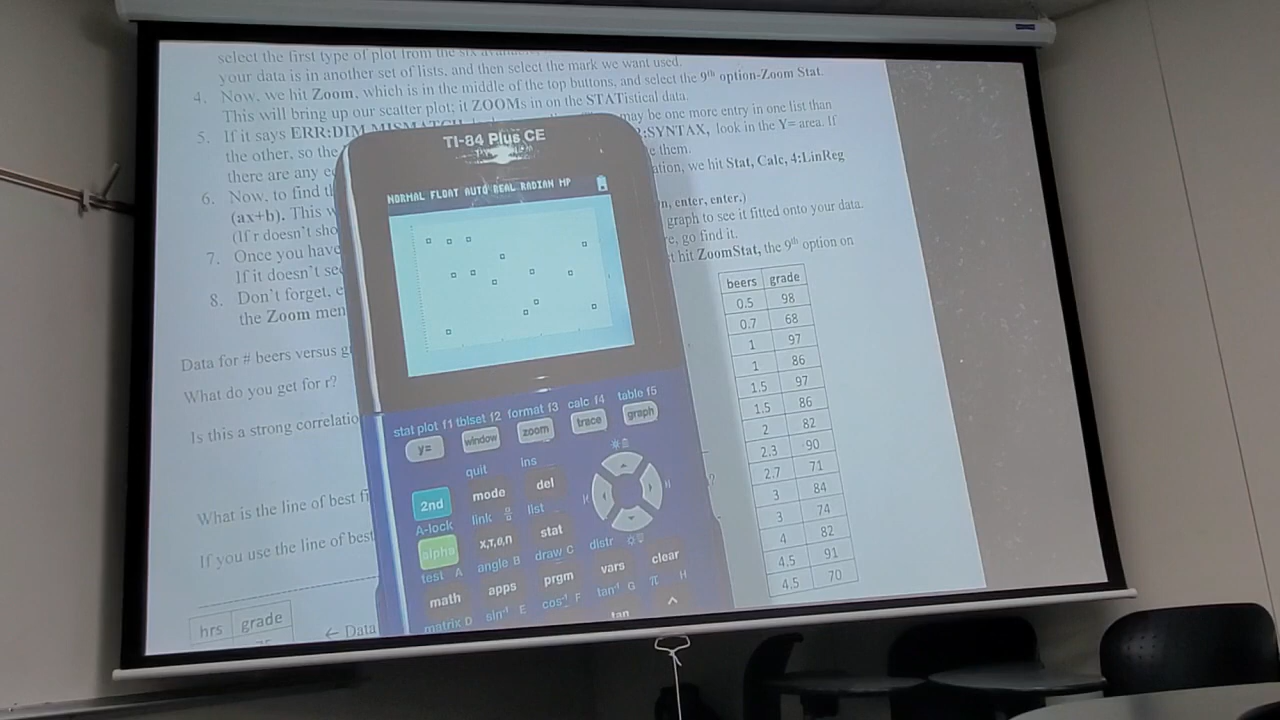 select the first type of plot from the six
your data is in another set of lists, and then select the mark we want used.
4. Now, we hit Zoom, which is in the middle of the top buttons, and select the 9th option-Zoom Stat.
This will bring up our scatter plot; it ZOOMs in on the STATistical data.
5. If it says ERR:DIM MISMATCH may be one more entry in one list than
the other, so the :SYNTAX, look in the Y= area. If
there are any them.
6. Now, to find th ation, we hit Stat, Calc, 4:LinReg
(ax+b). This w n, enter, enter.)
(If r doesn't sho graph to see it fitted onto your data.
7. Once you have re, go find it.
If it doesn't see t hit ZoomStat, the 9th option on
8. Don't forget,
the Zoom men
Data for # beers versus g
What do you get for r?
Is this a strong correlatio
What is the line of best fi
If you use the line of best ?
hrs grade
← Data
beers grade
0.5 98
0.7 68
1 97
1 86
1.5 97
1.5 86
2 82
2.3 90
2.7 71
3 84
3 74
4 82
4.5 91
4.5 70
TI-84 Plus CE
NORMAL FLOAT AUTO REAL RADIAN MP
stat plot f1 tblset f2 format f3 calc f4 table f5
y= window zoom trace graph
quit ins
2nd mode del
A-lock link list
alpha X,T,θ,n stat
test A angle B draw C distr
math apps prgm vars clear
matrix D sin⁻¹ E cos⁻¹ F tan⁻¹ G π H
tan ^